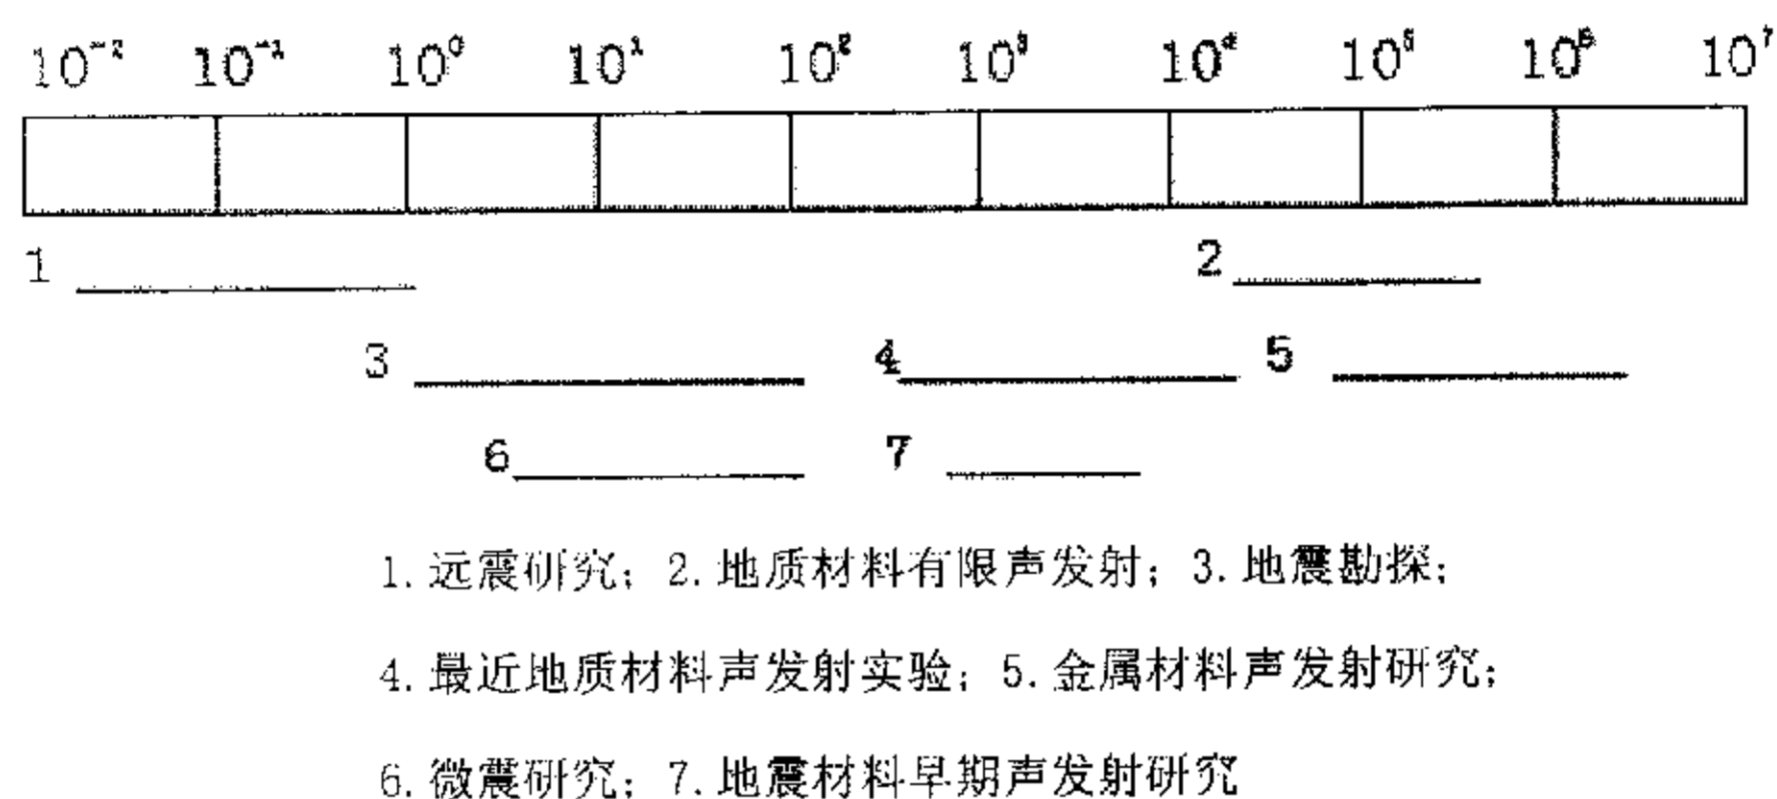 10⁻² 10⁻¹ 10⁰ 10¹ 10² 10³ 10⁴ 10⁵ 10⁶ 10⁷
1 2
3 4 5
6 7
1. 远震研究; 2. 地质材料有限声发射; 3. 地震勘探;
4. 最近地质材料声发射实验; 5. 金属材料声发射研究;
6. 微震研究; 7. 地震材料早期声发射研究